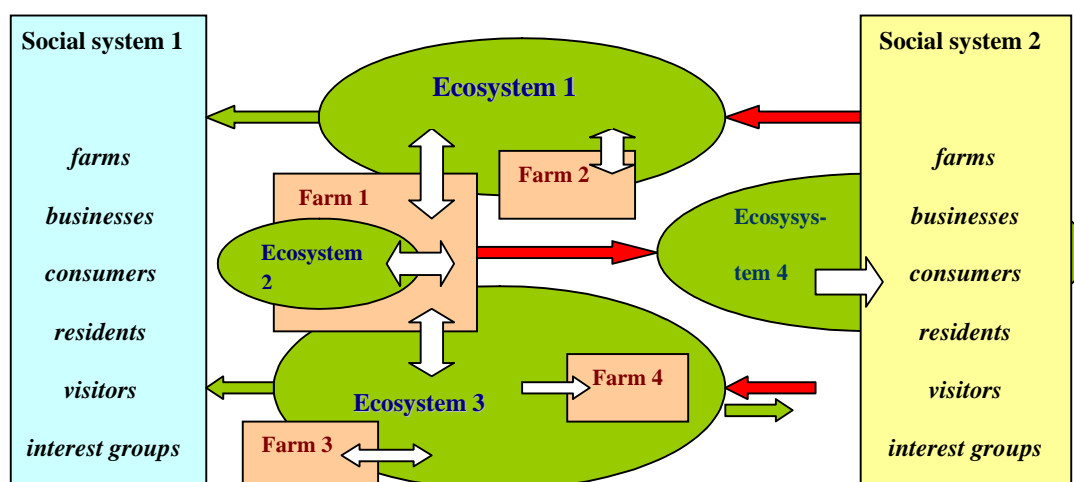 Social system 1
farms
businesses
consumers
residents
visitors
interest groups
Ecosystem 1
Farm 2
Farm 1
Ecosystem
2
Ecosysys-
tem 4
Farm 4
Ecosystem 3
Farm 3
Social system 2
farms
businesses
consumers
residents
visitors
interest groups